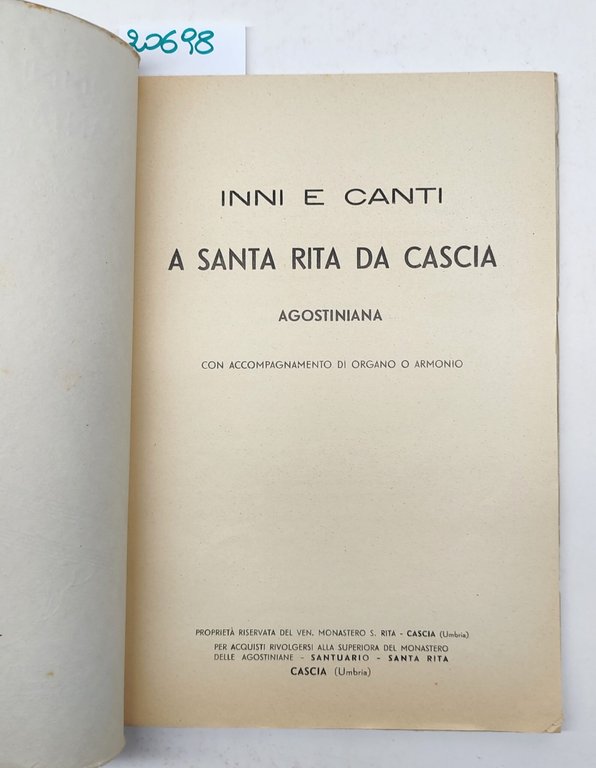 20698
INNI E CANTI
A SANTA RITA DA CASCIA
AGOSTINIANA
CON ACCOMPAGNAMENTO DI ORGANO O ARMONIO
PROPRIETÀ RISERVATA DEL VEN. MONASTERO S. RITA - CASCIA (Umbria)
PER ACQUISTI RIVOLGERSI ALLA SUPERIORA DEL MONASTERO
DELLE AGOSTINIANE - SANTUARIO - SANTA RITA
CASCIA (Umbria)